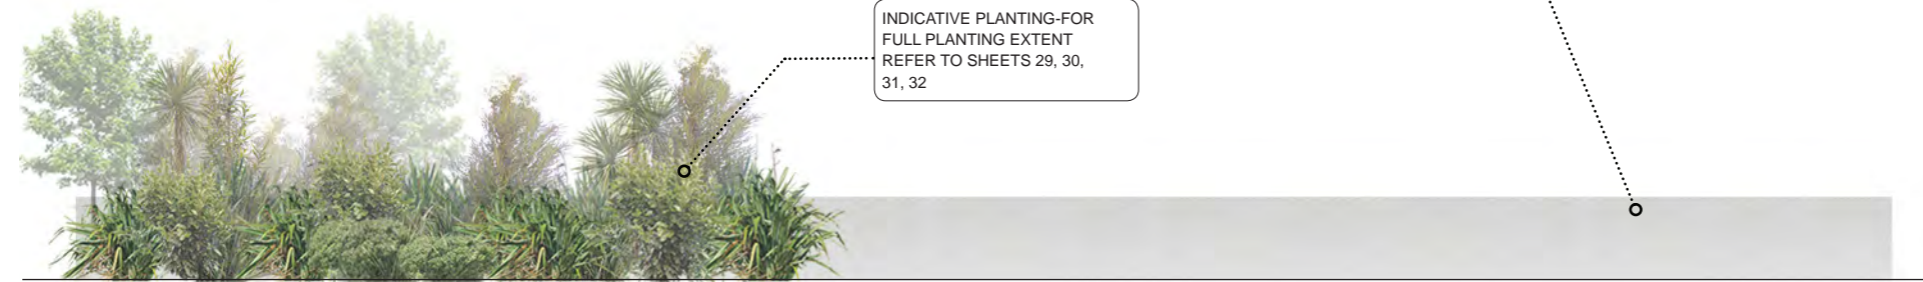 INDICATIVE PLANTING-FOR
FULL PLANTING EXTENT
REFER TO SHEETS 29, 30,
31, 32